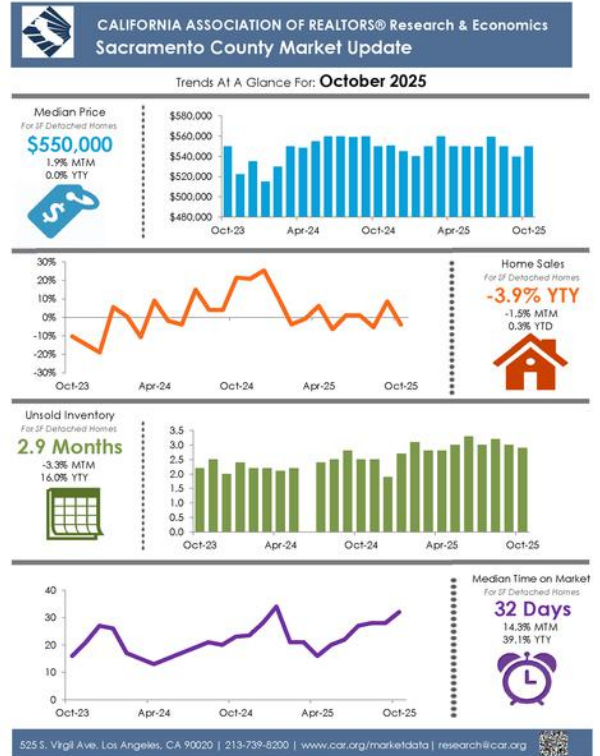 CALIFORNIA ASSOCIATION OF REALTORS® Research & Economics
Sacramento County Market Update
Trends At A Glance For: October 2025
Median Price
For SF Detached Homes
$550,000
1.9% MTM
0.0% YTY
$580,000
$560,000
$540,000
$520,000
$500,000
$480,000
Oct-23 Apr-24 Oct-24 Apr-25 Oct-25
30%
20%
10%
0%
-10%
-20%
-30%
Oct-23 Apr-24 Oct-24 Apr-25 Oct-25
Home Sales
For SF Detached Homes
-3.9% YTY
-1.5% MTM
0.3% YTD
Unsold Inventory
For SF Detached Homes
2.9 Months
-3.3% MTM
16.0% YTY
3.5
3.0
2.5
2.0
1.5
1.0
0.5
0.0
Oct-23 Apr-24 Oct-24 Apr-25 Oct-25
40
30
20
10
0
Oct-23 Apr-24 Oct-24 Apr-25 Oct-25
Median Time on Market
For SF Detached Homes
32 Days
14.3% MTM
39.1% YTY
525 S. Virgil Ave, Los Angeles, CA 90020 | 213-739-8200 | www.car.org/marketdata | research@car.org